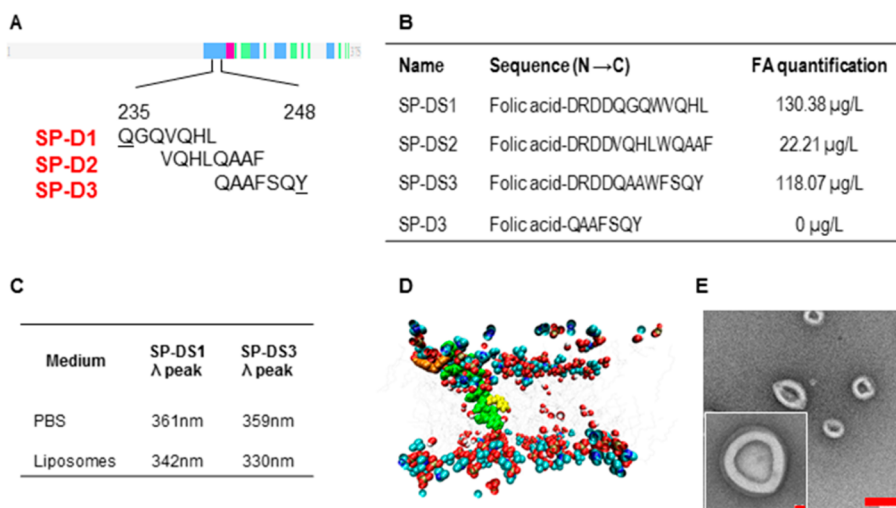 A
1
375
235
248
SP-D1
QGQVQHL
SP-D2
VQHLQAAF
SP-D3
QAAFSQY
B
Name Sequence (N →C) FA quantification
SP-DS1 Folic acid-DRDDQGQWVQHL 130.38 µg/L
SP-DS2 Folic acid-DRDDVQHLWQAAF 22.21 µg/L
SP-DS3 Folic acid-DRDDQAAWFSQY 118.07 µg/L
SP-D3 Folic acid-QAAFSQY 0 µg/L
C
Medium SP-DS1 λ peak SP-DS3 λ peak
PBS 361nm 359nm
Liposomes 342nm 330nm
D
E